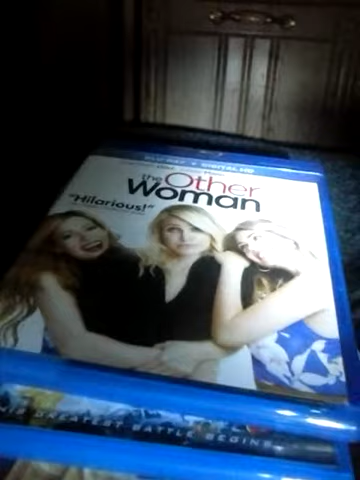 BLU-RAY + DIGITAL HD
the Other
Woman
"Hilarious!"
GREATEST BATTLE BEGINS